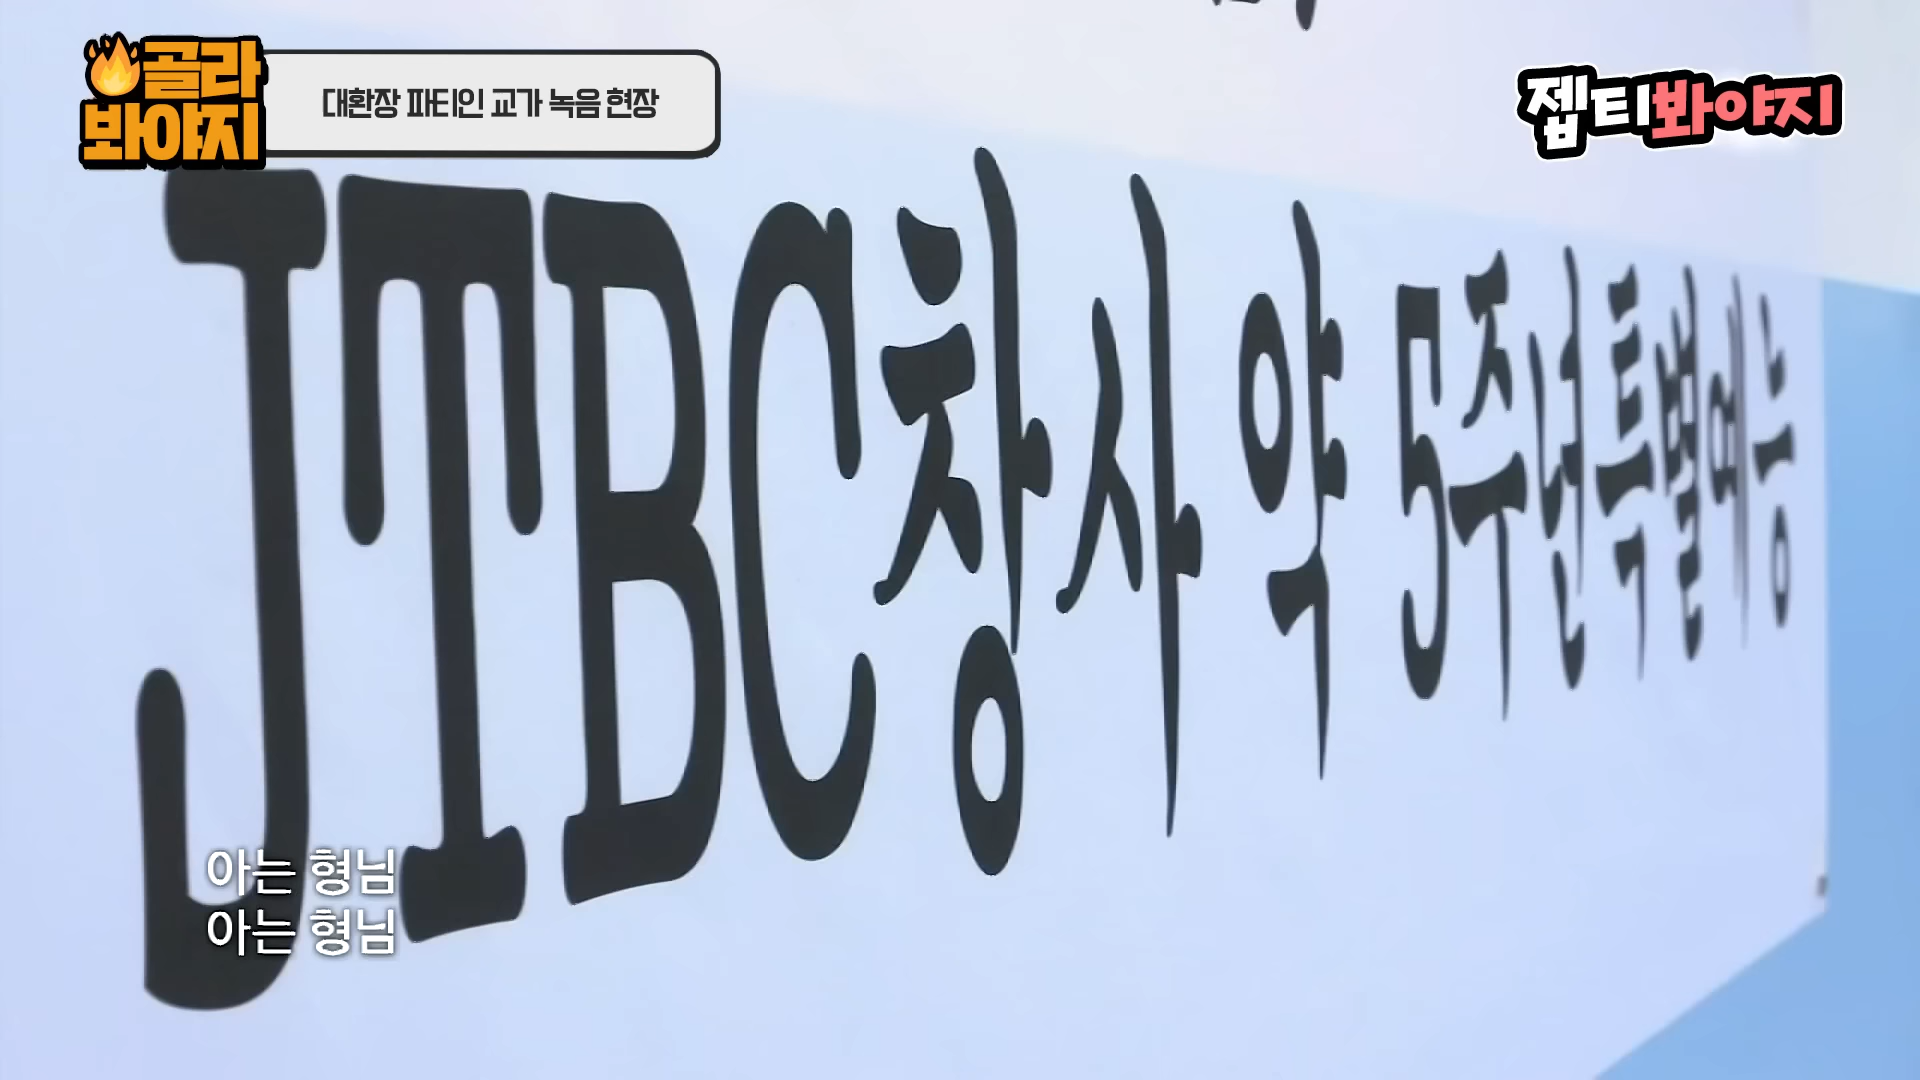 골라
봐야지
대환장 파티인 교가 녹음 현장
젭티봐야지
JTBC창사 약 5주년특별예능
아는 형님
아는 형님